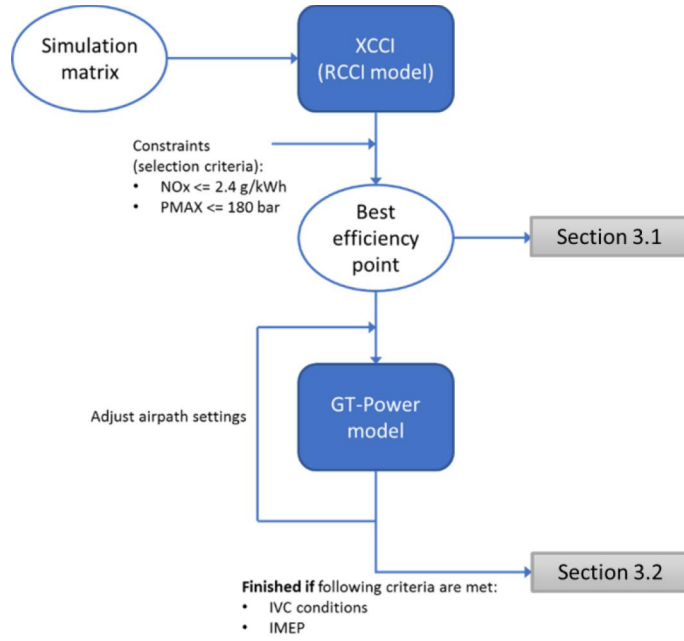 Simulation
matrix
XCCI
(RCCI model)
Constraints
(selection criteria):
• NOx <= 2.4 g/kWh
• PMAX <= 180 bar
Best
efficiency
point
Section 3.1
Adjust airpath settings
GT-Power
model
Section 3.2
Finished if following criteria are met:
• IVC conditions
• IMEP